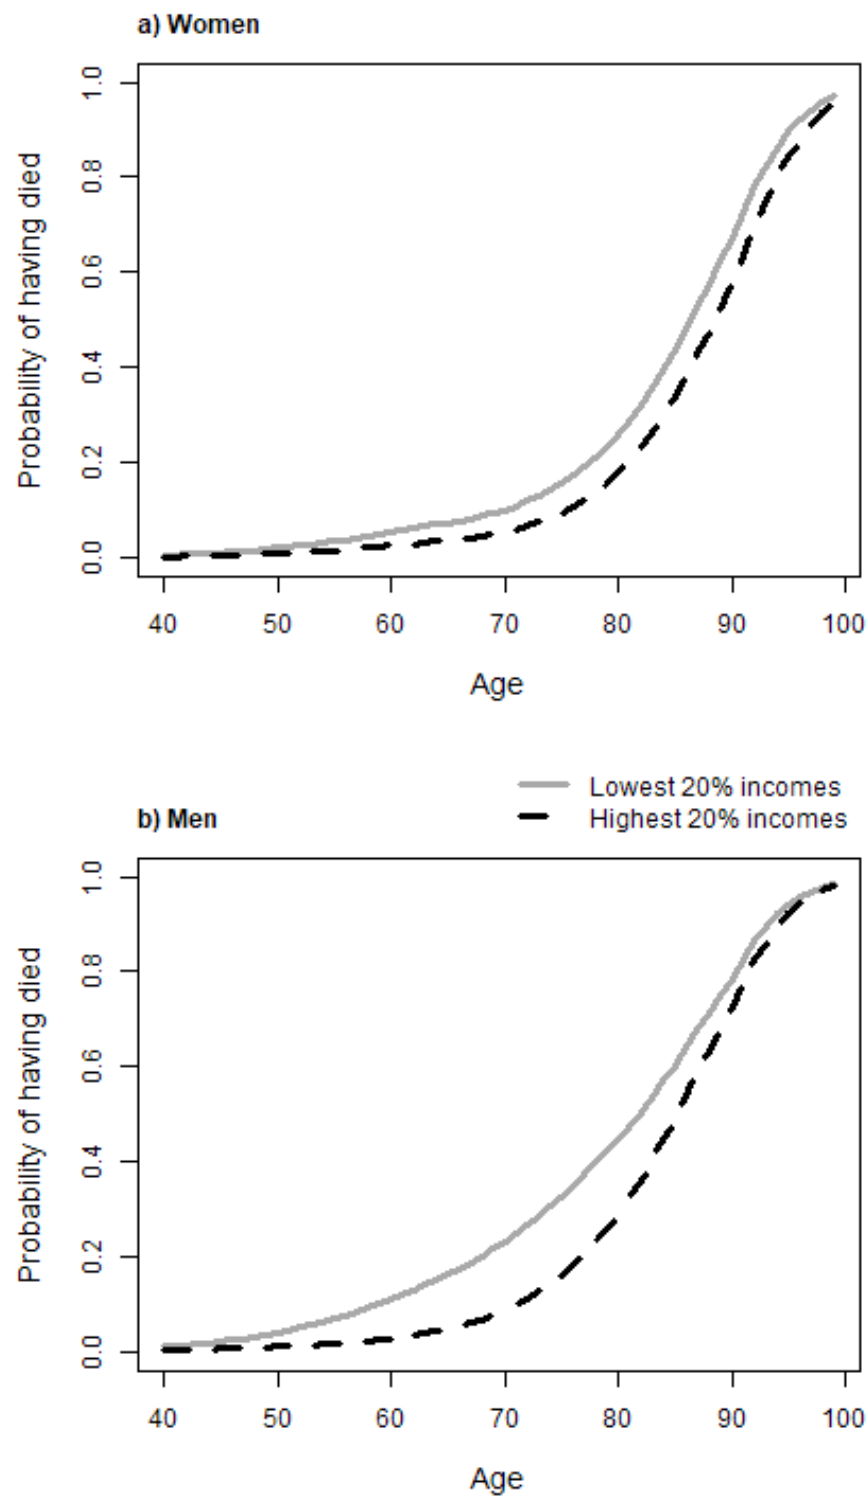 a) Women
1.0
0.8
0.6
0.4
0.2
0.0
Probability of having died
40 50 60 70 80 90 100
Age
Lowest 20% incomes
Highest 20% incomes
b) Men
1.0
0.8
0.6
0.4
0.2
0.0
Probability of having died
40 50 60 70 80 90 100
Age